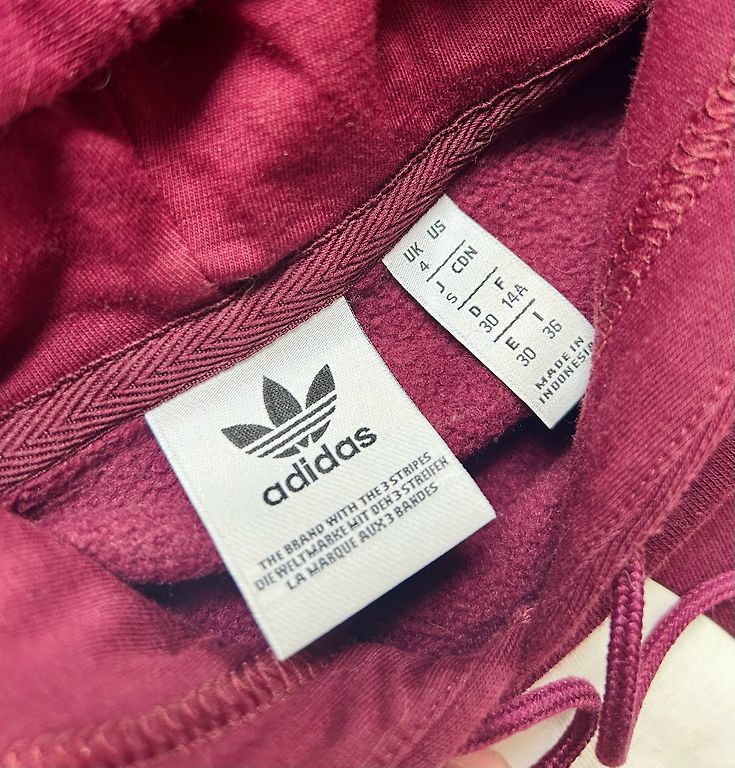 adidas
THE BRAND WITH THE 3 STRIPES
DIE WELTMARKE MIT DEN 3 STREIFEN
LA MARQUE AUX 3 BANDES
UK US
4
J CDN
S
D F
30 14A
E I
30 36
MADE IN
INDONESIA